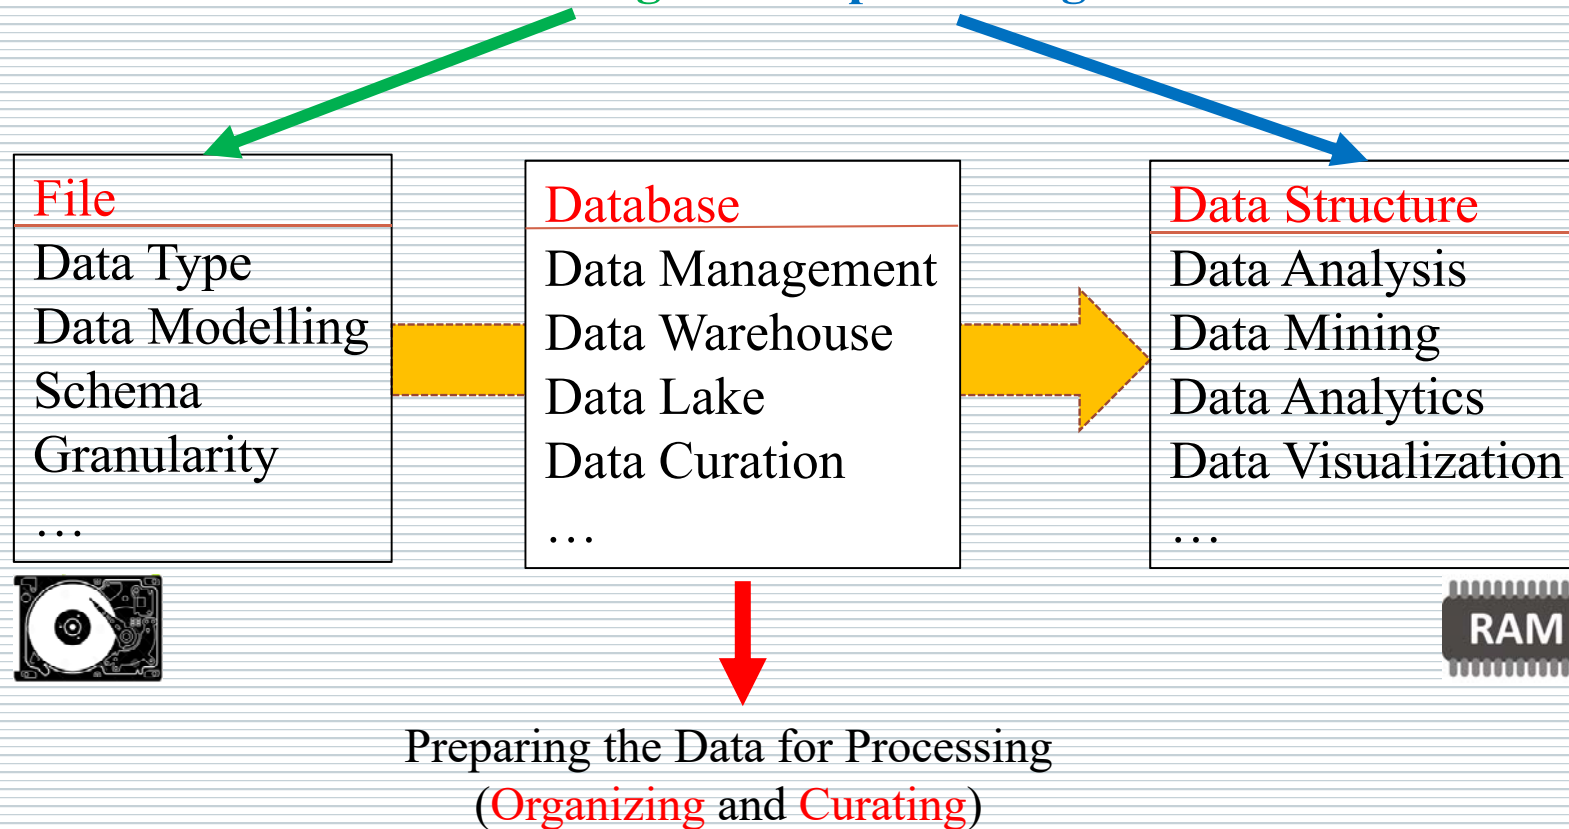 File
Data Type
Data Modelling
Schema
Granularity
…
Database
Data Management
Data Warehouse
Data Lake
Data Curation
…
Data Structure
Data Analysis
Data Mining
Data Analytics
Data Visualization
…
RAM
Preparing the Data for Processing
(Organizing and Curating)